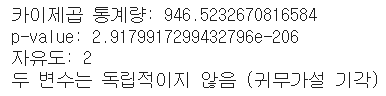 카이제곱 통계량: 946.5232670816584
p-value: 2.9179917299432796e-206
자유도: 2
두 변수는 독립적이지 않음 (귀무가설 기각)